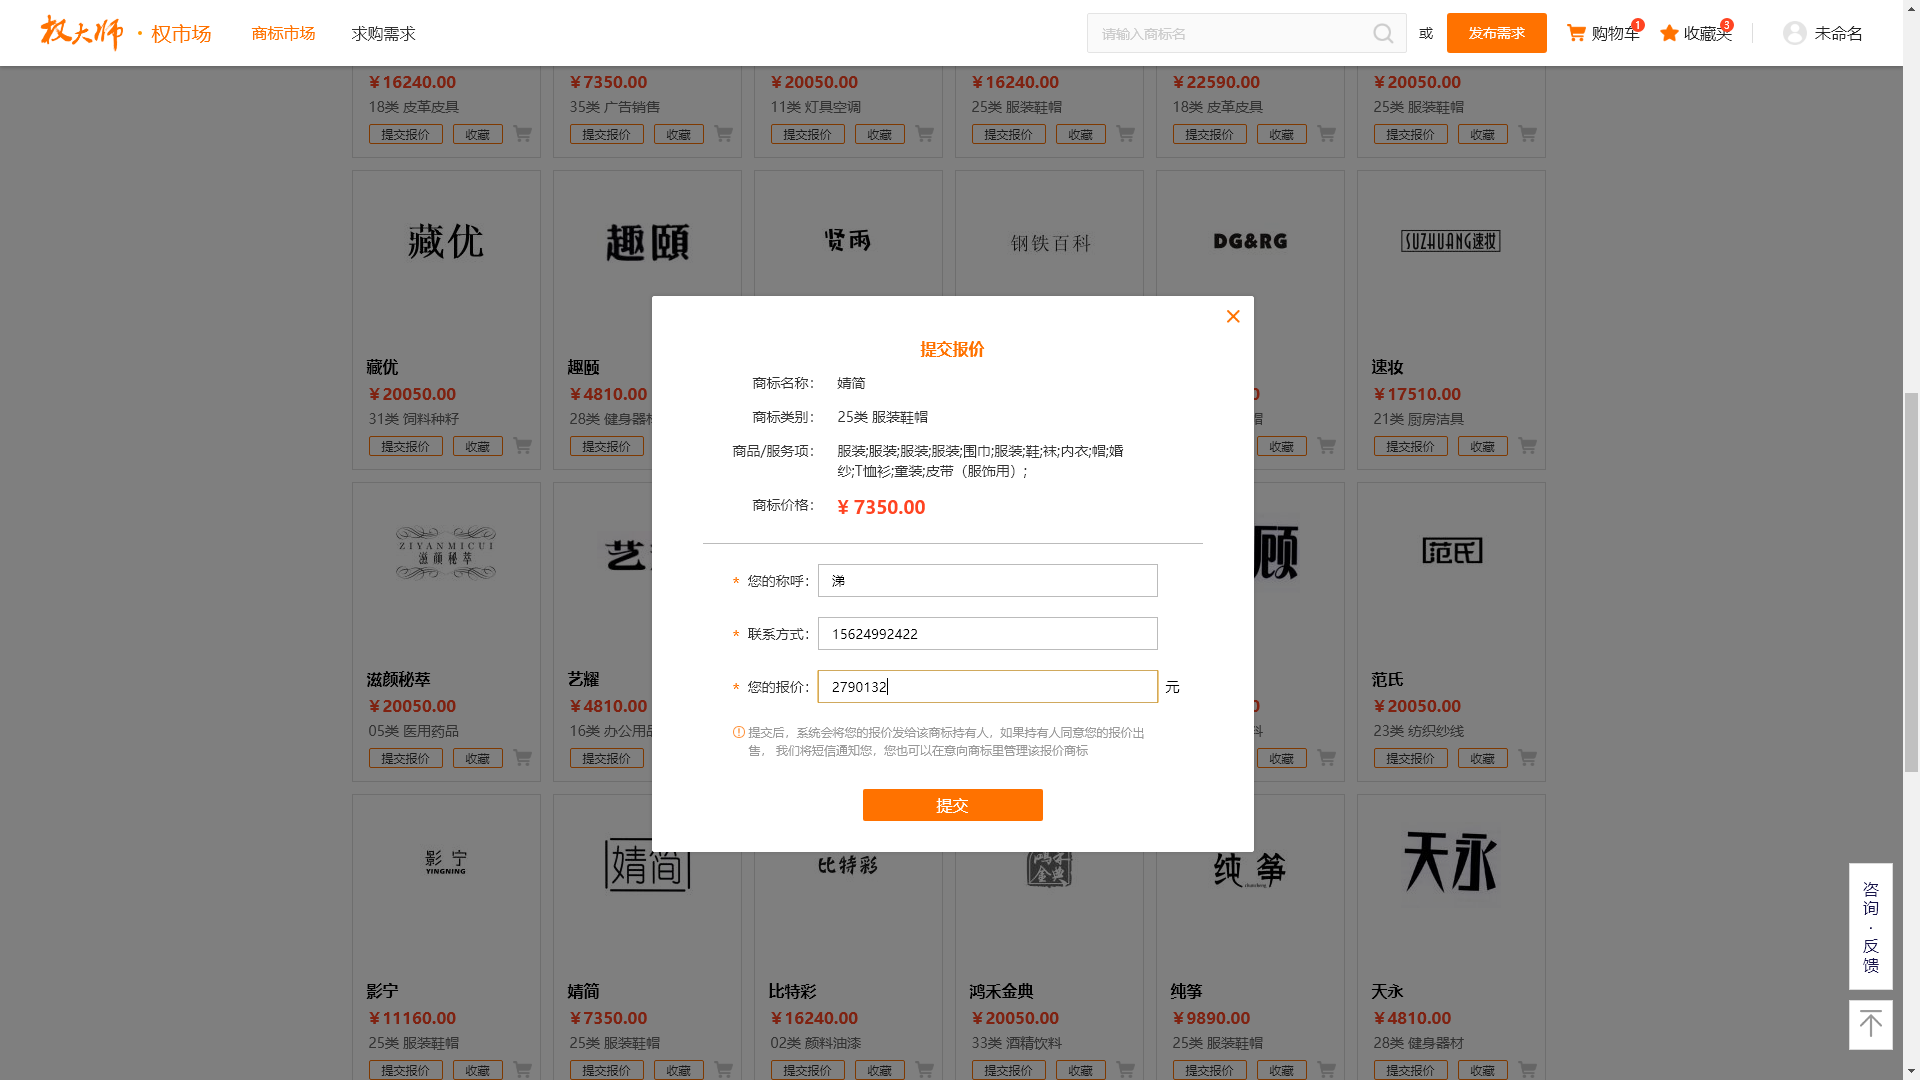 权大师 · 权市场 商标市场 求购需求 请输入商标名 或 发布需求 购物车 1 收藏夹 3 未命名
¥16240.00 ¥7350.00 ¥20050.00 ¥16240.00 ¥22590.00 ¥20050.00
18类 皮革皮具 35类 广告销售 11类 灯具空调 25类 服装鞋帽 18类 皮革皮具 25类 服装鞋帽
提交报价 收藏 提交报价 收藏 提交报价 收藏 提交报价 收藏 提交报价 收藏 提交报价 收藏
藏优 趣頤 贤雨 钢铁百科 DG&RG SUZHUANG速妆
藏优 趣颐 速妆
¥20050.00 ¥4810.00 0 ¥17510.00
31类 饲料种籽 28类 健身器材 帽 21类 厨房洁具
提交报价 收藏 提交报价 收藏 提交报价 收藏
提交报价
商标名称： 婧简
商标类别： 25类 服装鞋帽
商品/服务项： 服装;服装;服装;服装;围巾;服装;鞋;袜;内衣;帽;婚
纱;T恤衫;童装;皮带（服饰用）;
商标价格： ¥ 7350.00
* 您的称呼： 涕
* 联系方式： 15624992422
* 您的报价： 2790132 元
提交后，系统会将您的报价发给该商标持有人，如果持有人同意您的报价出
售， 我们将短信通知您，您也可以在意向商标里管理该报价商标
提交
ZIYANMICUI
滋颜秘萃 艺 顾 范氏
滋颜秘萃 艺耀 范氏
¥20050.00 ¥4810.00 0 ¥20050.00
05类 医用药品 16类 办公用品 料 23类 纺织纱线
提交报价 收藏 提交报价 收藏 提交报价 收藏
影宁
YINGNING 婧简 比特彩 鸿禾金典 纯筝 chunzheng 天永
影宁 婧简 比特彩 鸿禾金典 纯筝 天永
¥11160.00 ¥7350.00 ¥16240.00 ¥20050.00 ¥9890.00 ¥4810.00
25类 服装鞋帽 25类 服装鞋帽 02类 颜料油漆 33类 酒精饮料 25类 服装鞋帽 28类 健身器材
提交报价 收藏 提交报价 收藏 提交报价 收藏 提交报价 收藏 提交报价 收藏 提交报价 收藏
咨
询
·
反
馈